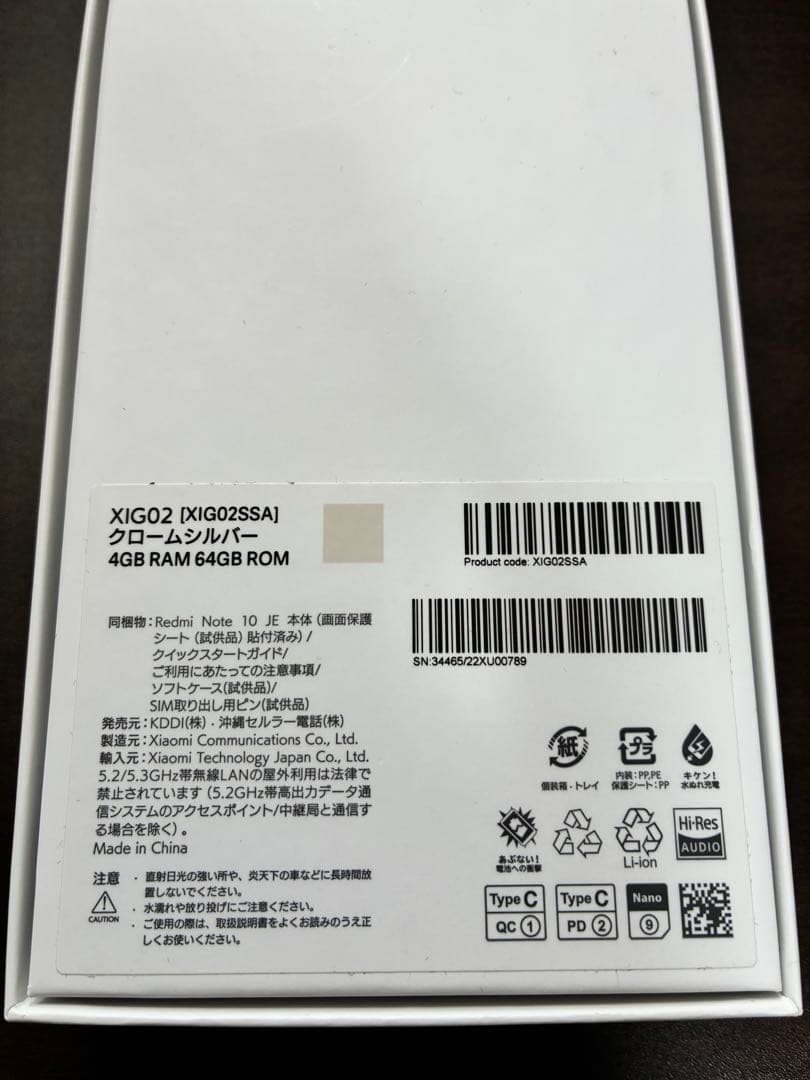 XIG02 [XIG02SSA]
クロームシルバー
4GB RAM 64GB ROM
Product code: XIG02SSA
SN:34465/22XU00789
同梱物：Redmi Note 10 JE 本体（画面保護
シート（試供品）貼付済み）/
クイックスタートガイド/
ご利用にあたっての注意事項/
ソフトケース(試供品)/
SIM取り出し用ピン(試供品)
発売元：KDDI(株)・沖縄セルラー電話(株)
製造元：Xiaomi Communications Co., Ltd.
輸入元：Xiaomi Technology Japan Co., Ltd.
5.2/5.3GHz帯無線LANの屋外利用は法律で
禁止されています（5.2GHz帯高出力データ通
信システムのアクセスポイント/中継局と通信す
る場合を除く）。
Made in China
注意
CAUTION
・直射日光の強い所や、炎天下の車などに長時間放
置しないでください。
・水濡れや放り投げにご注意ください。
・ご使用の際は、取扱説明書をよくお読みのうえ正
しくお使いください。
紙
個装箱・トレイ
プラ
内装：PP,PE
保護シート：PP
キケン！
水ぬれ充電
あぶない！
電池への衝撃
Li-ion
Hi-Res
AUDIO
Type C
QC ①
Type C
PD ②
Nano
⑨